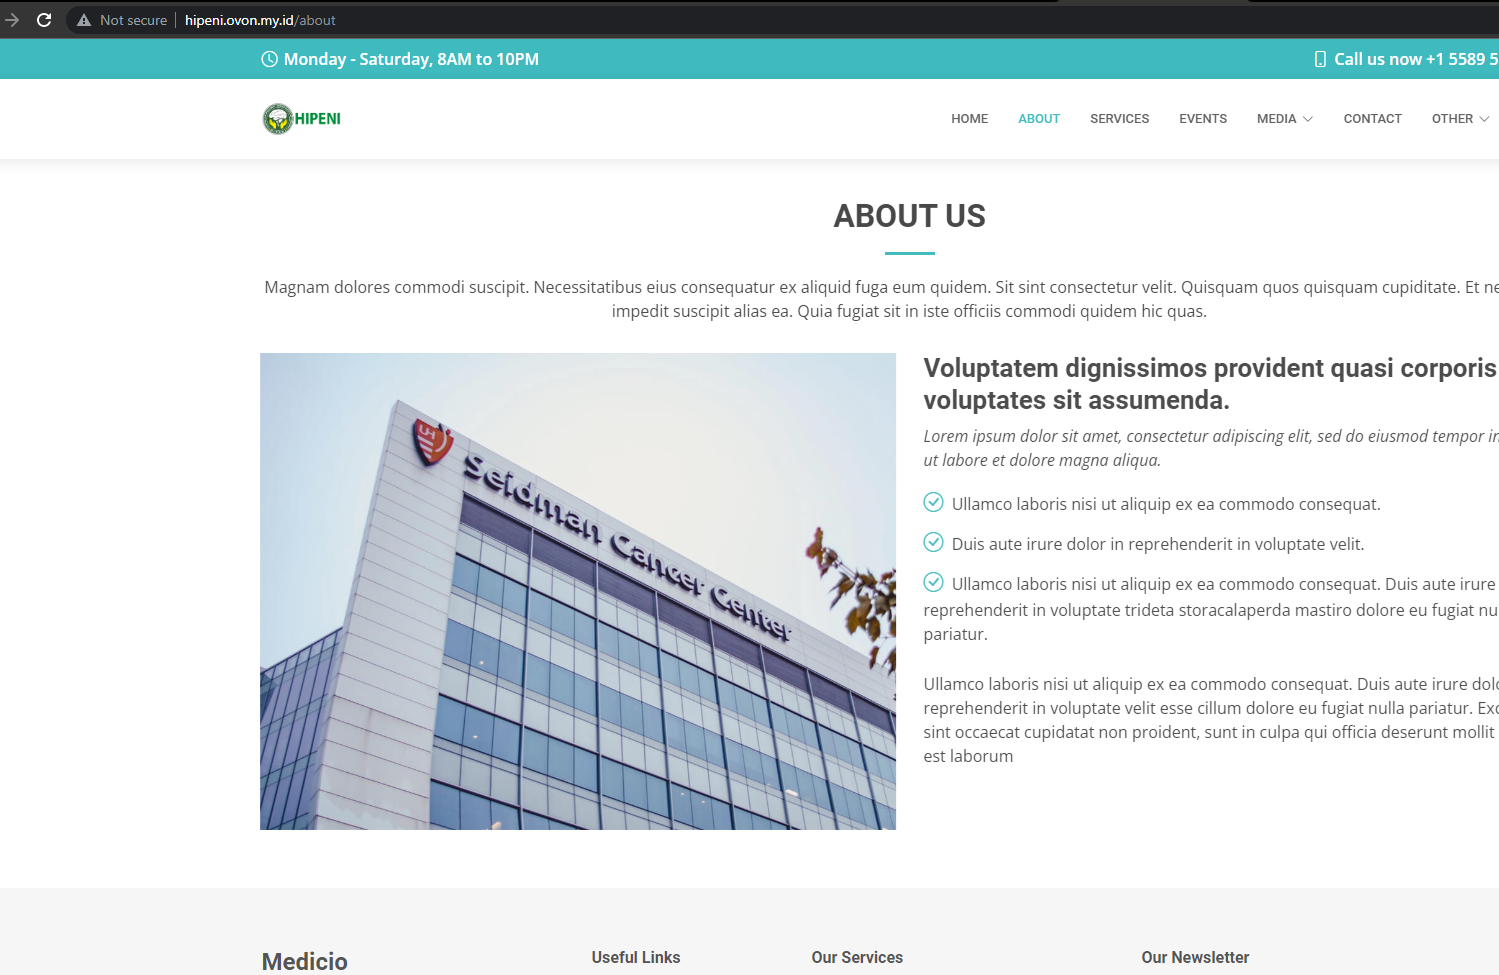 Not secure hipeni.ovon.my.id/about
Monday - Saturday, 8AM to 10PM
Call us now +1 5589 5
HIPENI
HOME ABOUT SERVICES EVENTS MEDIA CONTACT OTHER
ABOUT US
Magnam dolores commodi suscipit. Necessitatibus eius consequatur ex aliquid fuga eum quidem. Sit sint consectetur velit. Quisquam quos quisquam cupiditate. Et ne
impedit suscipit alias ea. Quia fugiat sit in iste officiis commodi quidem hic quas.
UH
Seidman Cancer Center
Voluptatem dignissimos provident quasi corporis
voluptates sit assumenda.
Lorem ipsum dolor sit amet, consectetur adipiscing elit, sed do eiusmod tempor in
ut labore et dolore magna aliqua.
Ullamco laboris nisi ut aliquip ex ea commodo consequat.
Duis aute irure dolor in reprehenderit in voluptate velit.
Ullamco laboris nisi ut aliquip ex ea commodo consequat. Duis aute irure
reprehenderit in voluptate trideta storacalaperda mastiro dolore eu fugiat nu
pariatur.
Ullamco laboris nisi ut aliquip ex ea commodo consequat. Duis aute irure dolo
reprehenderit in voluptate velit esse cillum dolore eu fugiat nulla pariatur. Exc
sint occaecat cupidatat non proident, sunt in culpa qui officia deserunt mollit
est laborum
Medicio
Useful Links
Our Services
Our Newsletter